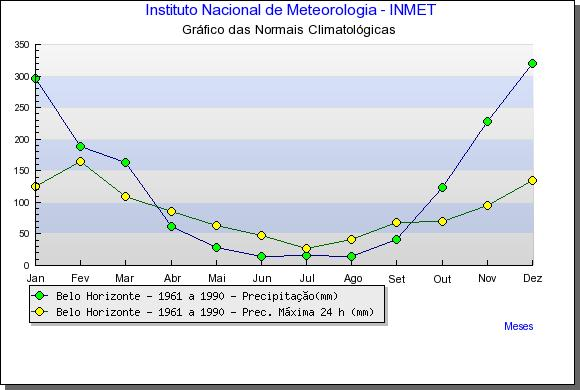 Instituto Nacional de Meteorologia - INMET
Gráfico das Normais Climatológicas
350
300
250
200
150
100
50
0
Jan Fev Mar Abr Mai Jun Jul Ago Set Out Nov Dez
Belo Horizonte - 1961 a 1990 - Precipitação(mm)
Belo Horizonte - 1961 a 1990 - Prec. Máxima 24 h (mm)
Meses